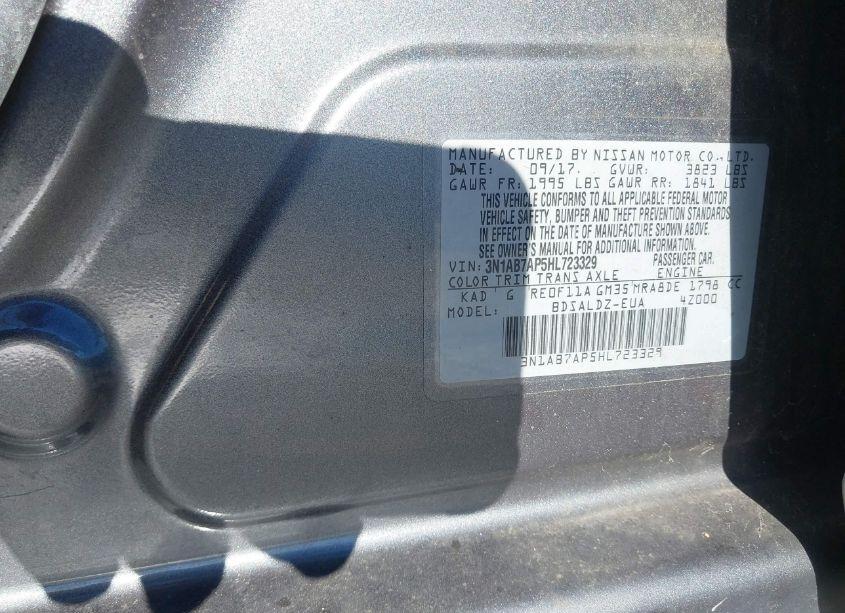 MANUFACTURED BY NISSAN MOTOR CO., LTD.
DATE: 09/17. GVWR: 3823 LBS
GAWR FR: 1995 LBS GAWR RR: 1841 LBS
THIS VEHICLE CONFORMS TO ALL APPLICABLE FEDERAL MOTOR
VEHICLE SAFETY, BUMPER AND THEFT PREVENTION STANDARDS
IN EFFECT ON THE DATE OF MANUFACTURE SHOWN ABOVE.
SEE OWNER'S MANUAL FOR ADDITIONAL INFORMATION.
VIN: 3N1AB7AP5HL723329 PASSENGER CAR.
COLOR TRIM TRANS AXLE ENGINE
KAD G RE0F11A GM35 MRA8DE 1798 CC
MODEL: BDSALDZ-EUA 4Z000
3N1AB7AP5HL723329